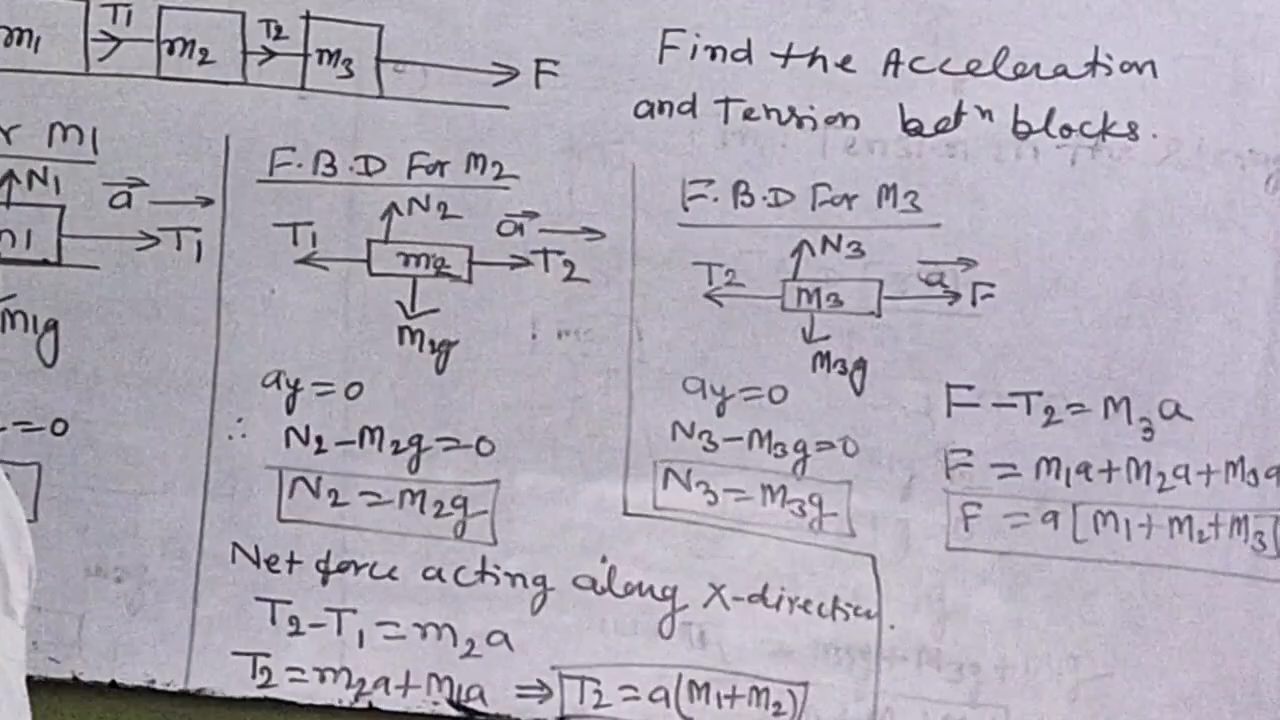 m1 T1 m2 T2 m3 F
Find the Acceleration
and Tension betn blocks.
m1
N1 a
T1
m1g
=0
F.B.D For M2
N2 a
T1 m2 T2
M2g
ay=0
∴ N2-M2g=0
N2=m2g
Net force acting along X-direction.
T2-T1=m2a
T2=m2a+M1a ⇒ T2=a(M1+M2)
F.B.D For M3
N3 a
T2 M3 F
M3g
ay=0
N3-M3g=0
N3=M3g
F-T2=M3a
F=M1a+M2a+M3a
F=a[M1+M2+M3]